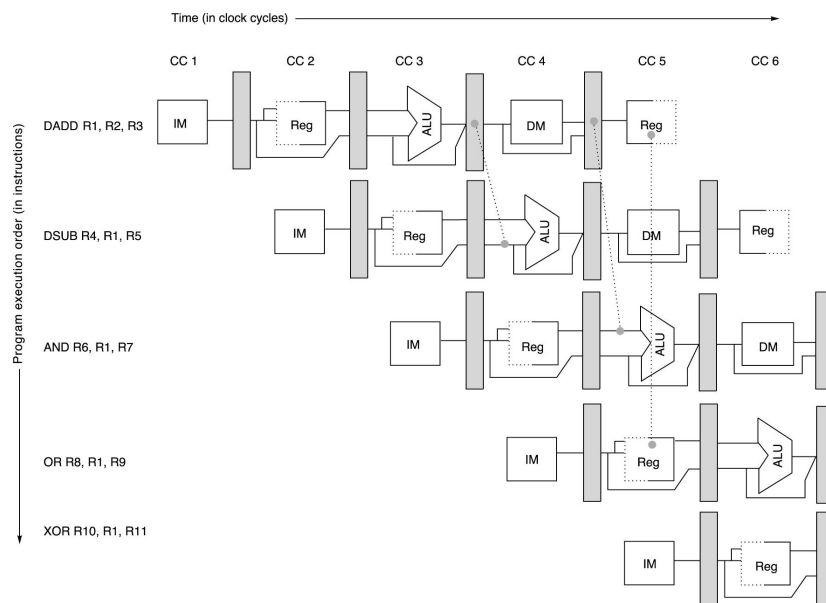 Time (in clock cycles)
CC 1 CC 2 CC 3 CC 4 CC 5 CC 6
Program execution order (in instructions)
DADD R1, R2, R3
IM Reg ALU DM Reg
DSUB R4, R1, R5
IM Reg ALU DM Reg
AND R6, R1, R7
IM Reg ALU DM
OR R8, R1, R9
IM Reg ALU
XOR R10, R1, R11
IM Reg